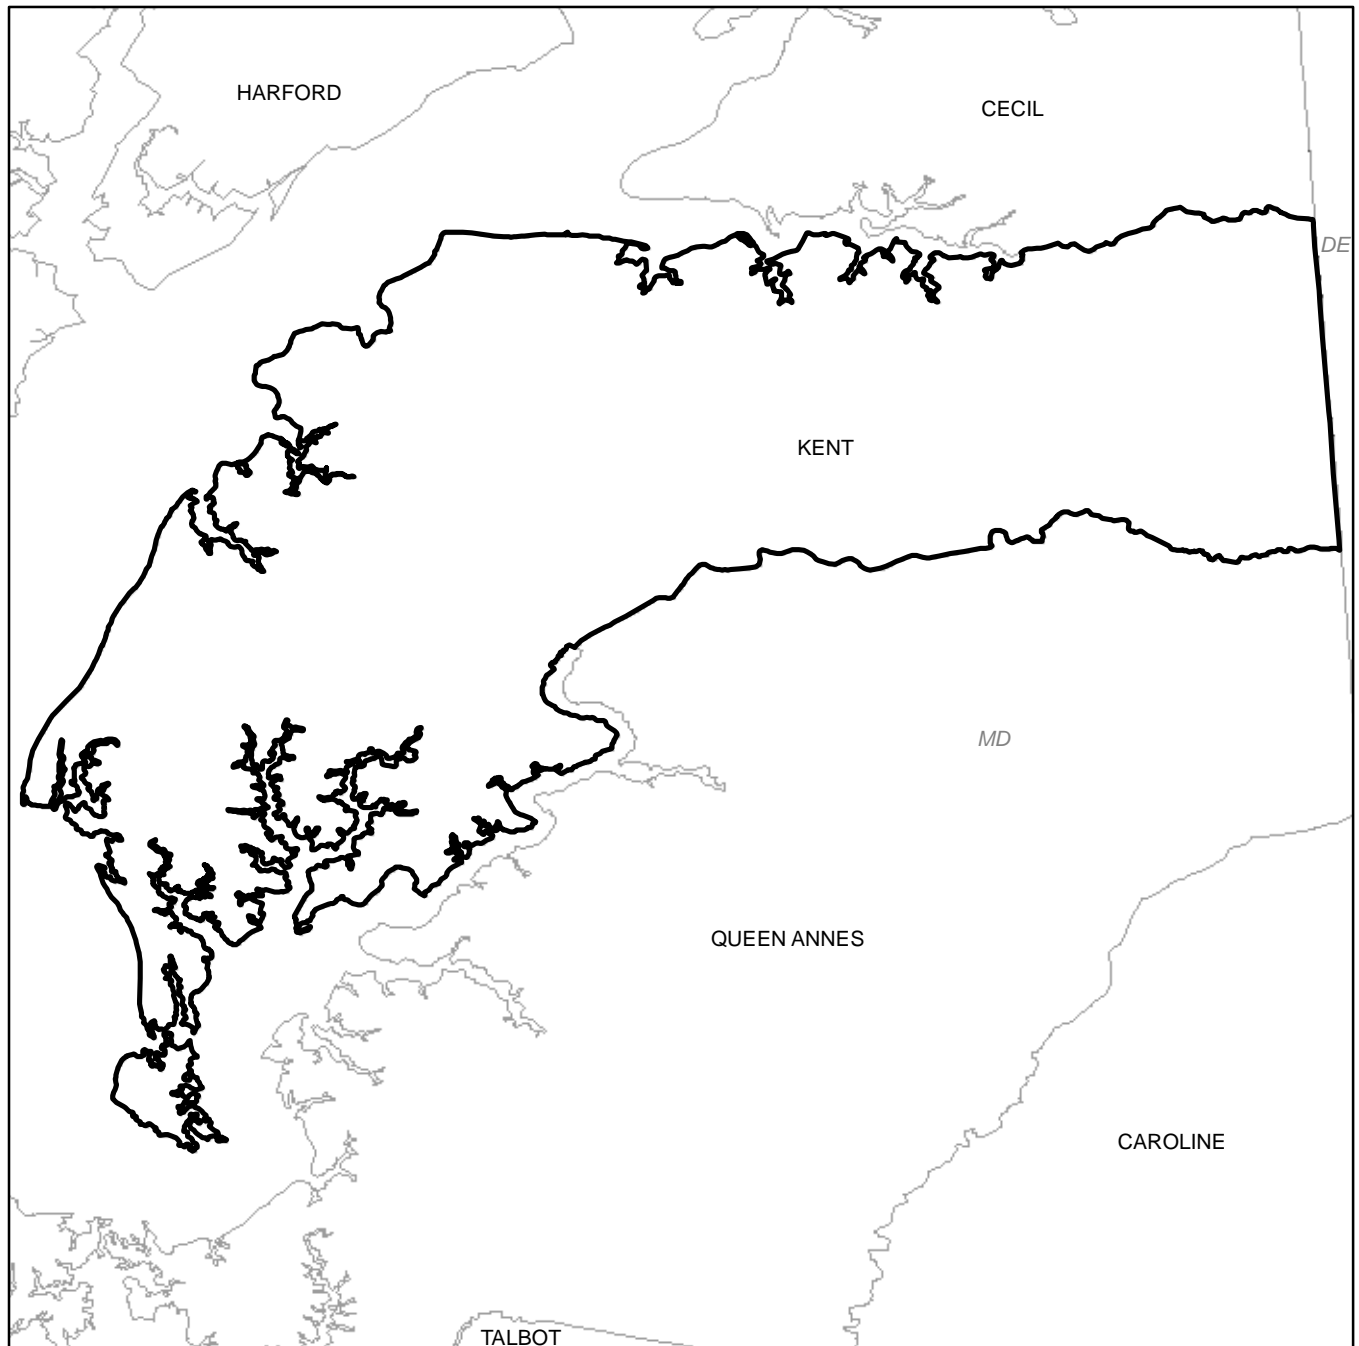 HARFORD
CECIL
DE
KENT
MD
QUEEN ANNES
CAROLINE
TALBOT